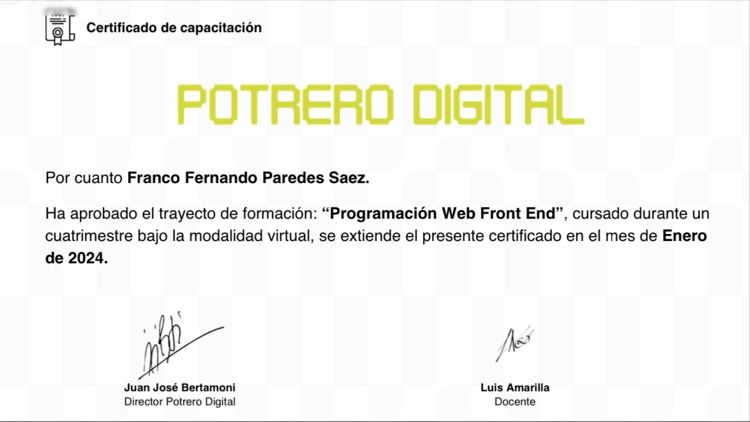 Certificado de capacitación
POTRERO DIGITAL
Por cuanto Franco Fernando Paredes Saez.
Ha aprobado el trayecto de formación: “Programación Web Front End”, cursado durante un
cuatrimestre bajo la modalidad virtual, se extiende el presente certificado en el mes de Enero
de 2024.
Juan José Bertamoni
Director Potrero Digital
Luis Amarilla
Docente